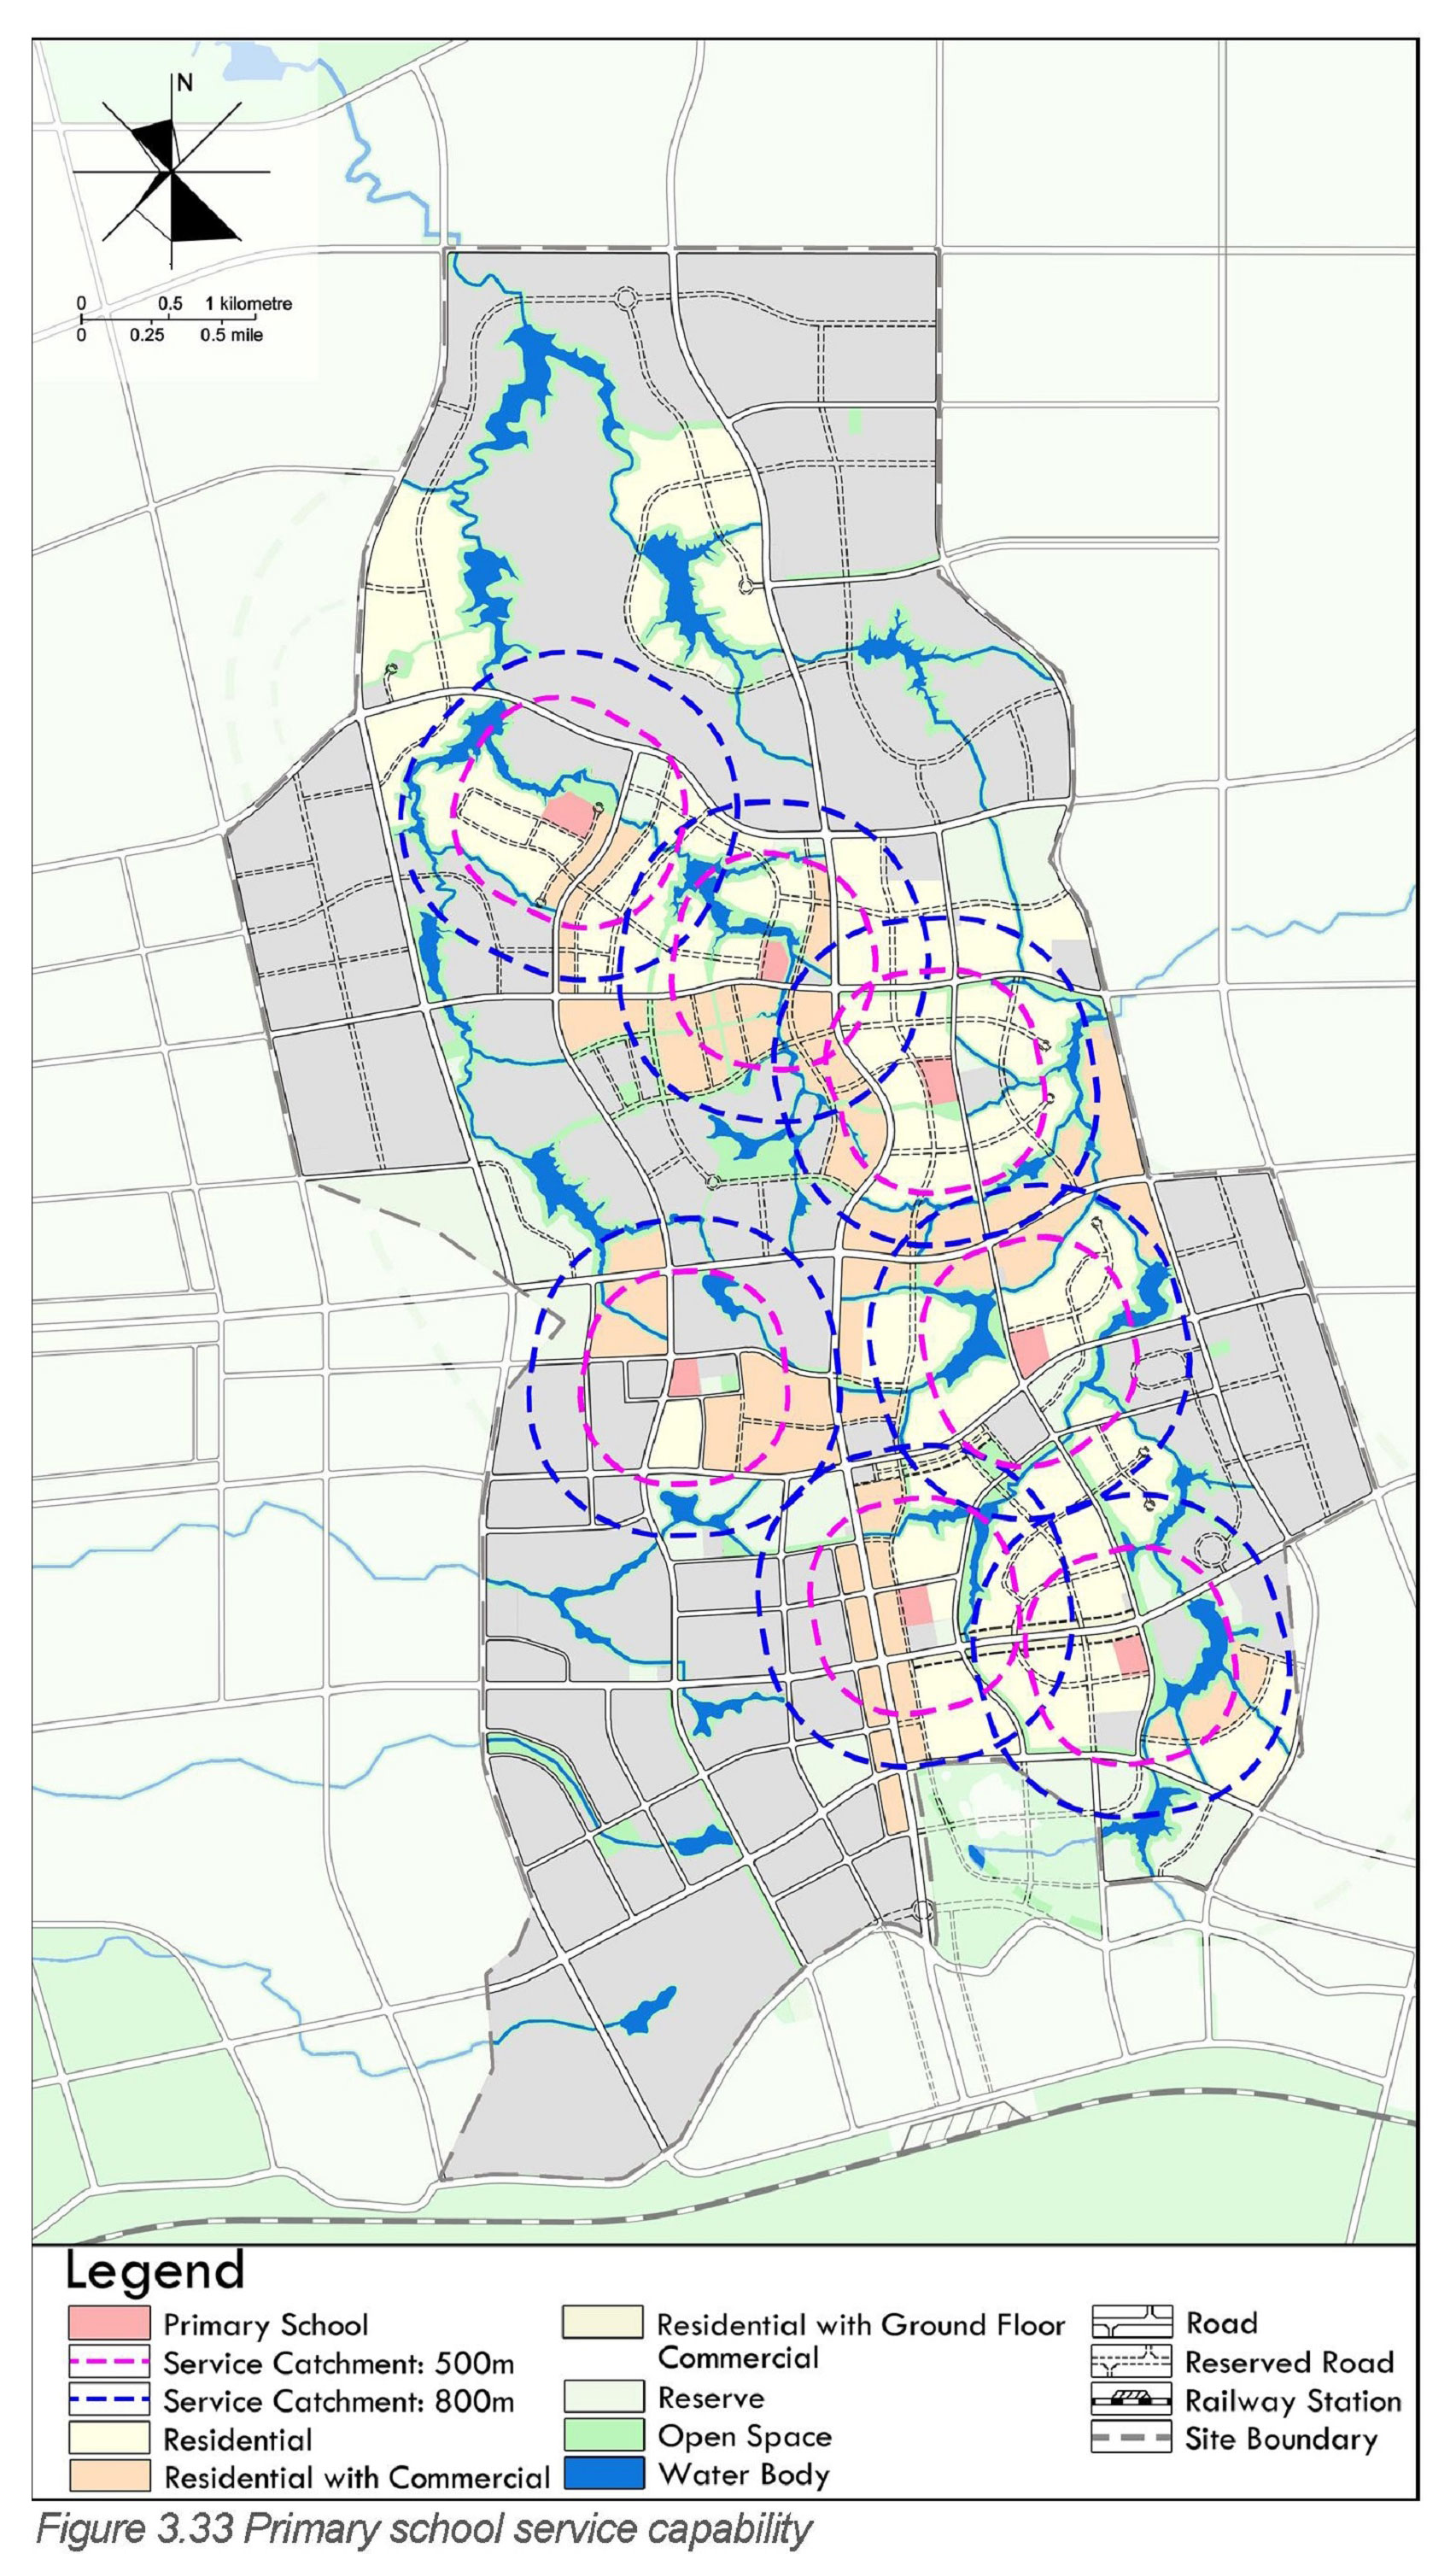 N
0 0.5 1 kilometre
0 0.25 0.5 mile
Legend
Primary School
Service Catchment: 500m
Service Catchment: 800m
Residential
Residential with Commercial
Residential with Ground Floor
Commercial
Reserve
Open Space
Water Body
Road
Reserved Road
Railway Station
Site Boundary
Figure 3.33 Primary school service capability